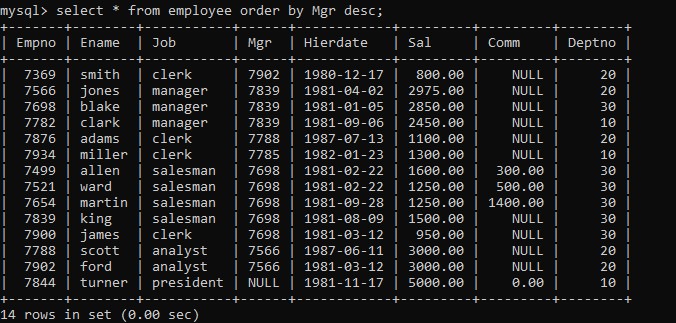 mysql> select * from employee order by Mgr desc;
+-------+--------+-----------+------+------------+---------+---------+--------+
| Empno | Ename  | Job       | Mgr  | Hierdate   | Sal     | Comm    | Deptno |
+-------+--------+-----------+------+------------+---------+---------+--------+
|  7369 | smith  | clerk     | 7902 | 1980-12-17 |  800.00 |    NULL |     20 |
|  7566 | jones  | manager   | 7839 | 1981-04-02 | 2975.00 |    NULL |     20 |
|  7698 | blake  | manager   | 7839 | 1981-01-05 | 2850.00 |    NULL |     30 |
|  7782 | clark  | manager   | 7839 | 1981-09-06 | 2450.00 |    NULL |     10 |
|  7876 | adams  | clerk     | 7788 | 1987-07-13 | 1100.00 |    NULL |     20 |
|  7934 | miller | clerk     | 7785 | 1982-01-23 | 1300.00 |    NULL |     10 |
|  7499 | allen  | salesman  | 7698 | 1981-02-22 | 1600.00 |  300.00 |     30 |
|  7521 | ward   | salesman  | 7698 | 1981-02-22 | 1250.00 |  500.00 |     30 |
|  7654 | martin | salesman  | 7698 | 1981-09-28 | 1250.00 | 1400.00 |     30 |
|  7839 | king   | salesman  | 7698 | 1981-08-09 | 1500.00 |    NULL |     30 |
|  7900 | james  | clerk     | 7698 | 1981-03-12 |  950.00 |    NULL |     30 |
|  7788 | scott  | analyst   | 7566 | 1987-06-11 | 3000.00 |    NULL |     20 |
|  7902 | ford   | analyst   | 7566 | 1981-03-12 | 3000.00 |    NULL |     20 |
|  7844 | turner | president | NULL | 1981-11-17 | 5000.00 |    0.00 |     10 |
+-------+--------+-----------+------+------------+---------+---------+--------+
14 rows in set (0.00 sec)